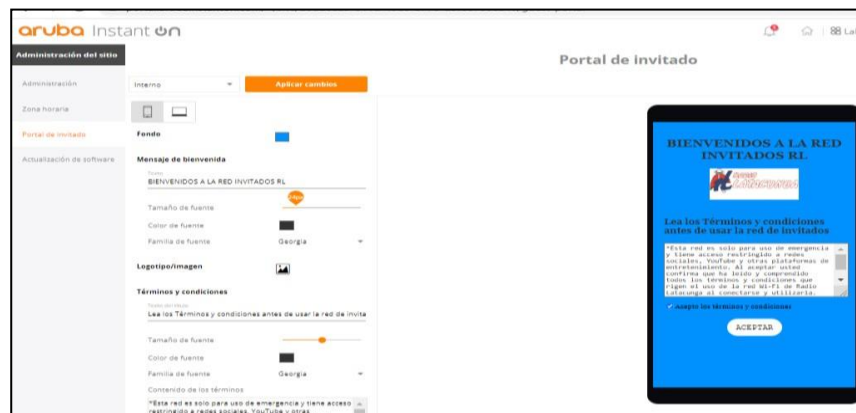 aruba Instant on
88 Lal
Administración del sitio
Portal de invitado
Administración
Zona horaria
Portal de invitado
Actualización de software
Interno
Aplicar cambios
Fondo
Mensaje de bienvenida
Texto
BIENVENIDOS A LA RED INVITADOS RL
Tamaño de fuente
Color de fuente
Familia de fuente
Georgia
Logotipo/imagen
Términos y condiciones
Lea los Términos y condiciones antes de usar la red de invita
Tamaño de fuente
Color de fuente
Familia de fuente
Georgia
Contenido de los términos
*Esta red es solo para uso de emergencia y tiene acceso
restringido a redes sociales, YouTube y otras
BIENVENIDOS A LA RED
INVITADOS RL
LATACUNGA
Lea los Términos y condiciones
antes de usar la red de invitados
*Esta red es solo para uso de emergencia
y tiene acceso restringido a redes
sociales, YouTube y otras plataformas de
entretenimiento. Al aceptar usted
confirma que ha leído y comprendido
todos los términos y condiciones que
rigen el uso de la red Wi-Fi de Radio
Latacunga al conectarse y utilizarla.
Acepto los términos y condiciones
ACEPTAR